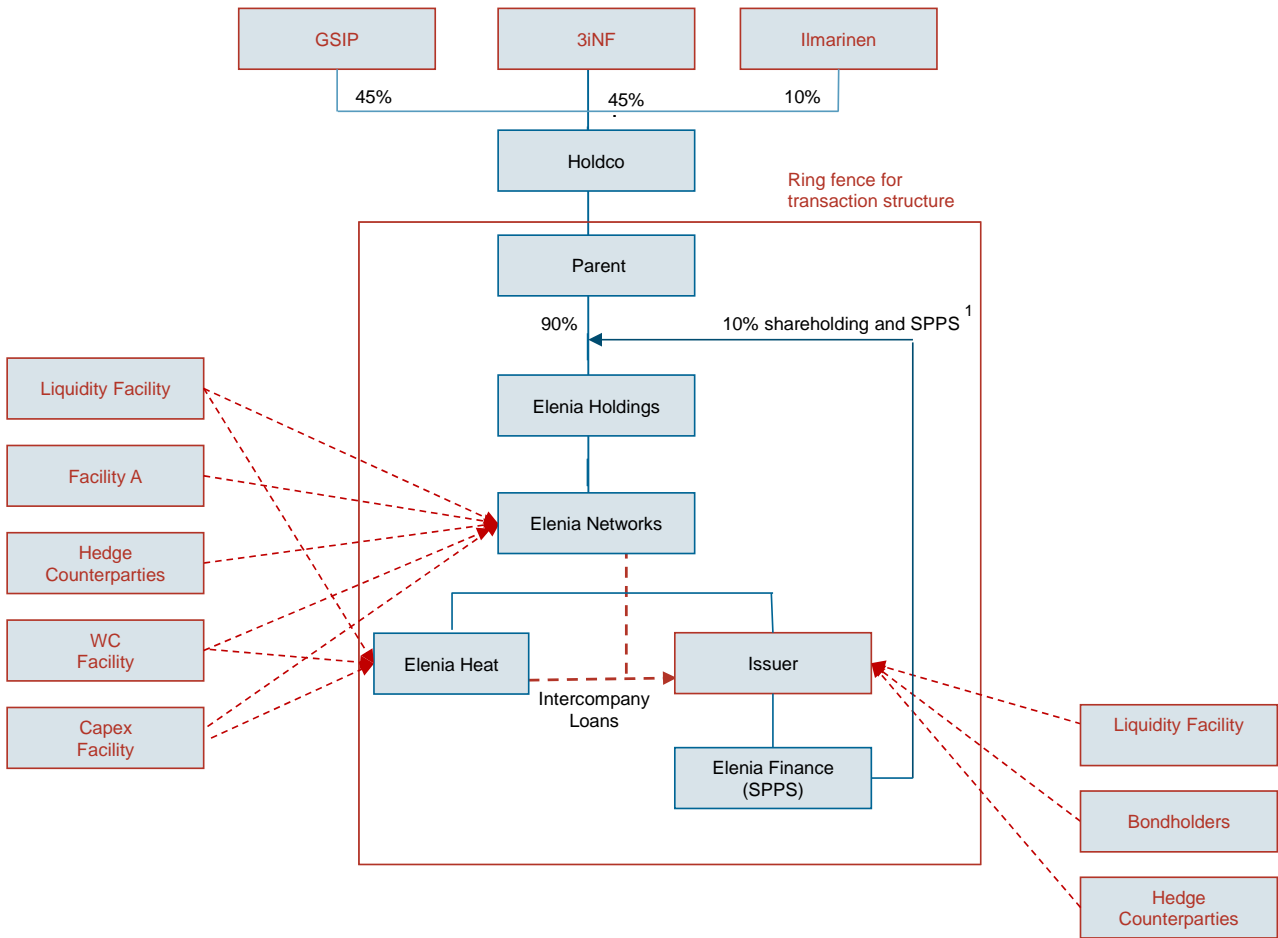 GSIP
3iNF
Ilmarinen
45%
45%
10%
Holdco
Ring fence for
transaction structure
Parent
90%
10% shareholding and SPPS 1
Liquidity Facility
Elenia Holdings
Facility A
Elenia Networks
Hedge
Counterparties
WC
Facility
Elenia Heat
Issuer
Intercompany
Loans
Capex
Facility
Liquidity Facility
Elenia Finance
(SPPS)
Bondholders
Hedge
Counterparties